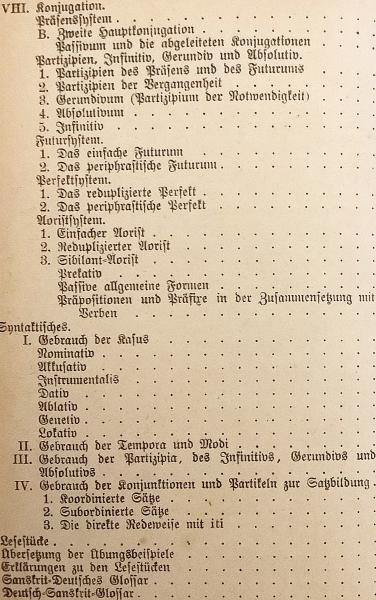 VIII. Konjugation.
Präsenssystem
B. Zweite Hauptkonjugation
Passivum und die abgeleiteten Konjugationen
Partizipien, Infinitiv, Gerundiv und Absolutiv.
1. Partizipien des Präsens und des Futurums
2. Partizipien der Vergangenheit
3. Gerundivum (Partizipium der Notwendigkeit)
4. Absolutivum
5. Infinitiv
Futursystem.
1. Das einfache Futurum
2. Das periphrastische Futurum
Perfektsystem.
1. Das reduplizierte Perfekt
2. Das periphrastische Perfekt
Aoristsystem.
1. Einfacher Aorist
2. Reduplizierter Aorist
3. Sibilant-Aorist
Prekativ
Passive allgemeine Formen
Präpositionen und Präfixe in der Zusammensetzung mit
Verben
Syntaktisches.
I. Gebrauch der Kasus
Nominativ
Akkusativ
Instrumentalis
Dativ
Ablativ
Genetiv
Lokativ
II. Gebrauch der Tempora und Modi
III. Gebrauch der Partizipia, des Infinitivs, Gerundivs und
Absolutivs
IV. Gebrauch der Konjunktionen und Partikeln zur Satzbildung
1. Koordinierte Sätze
2. Subordinierte Sätze
3. Die direkte Redeweise mit iti
Lesestücke
Übersetzung der Übungsbeispiele
Erklärungen zu den Lesestücken
Sanskrit-Deutsches Glossar
Deutsch-Sanskrit-Glossar